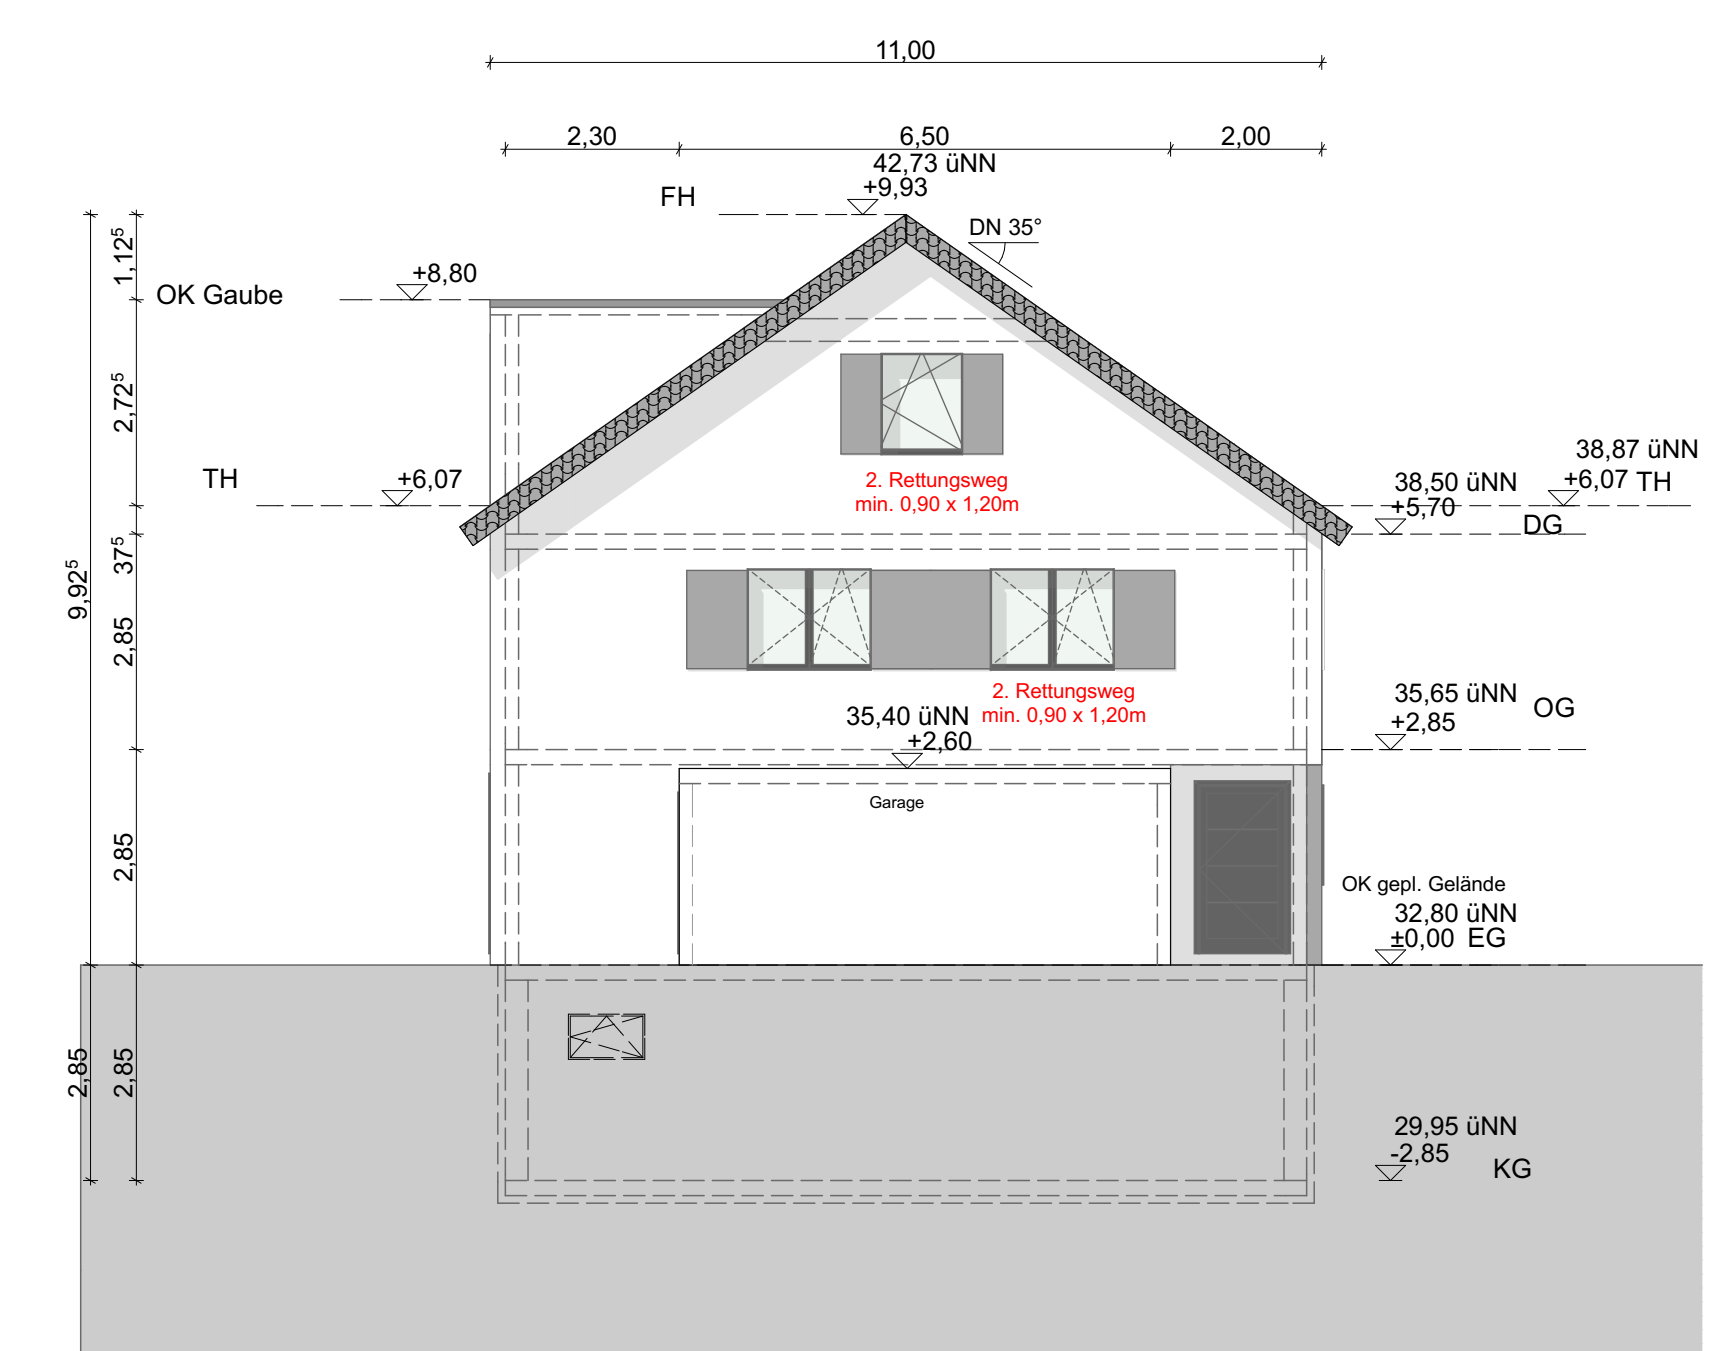 11,00
2,30
6,50
2,00
42,73 üNN
+9,93
FH
DN 35°
1,12⁵
+8,80
OK Gaube
2,72⁵
TH
+6,07
38,87 üNN
+6,07 TH
38,50 üNN
+5,70
DG
2. Rettungsweg
min. 0,90 x 1,20m
37⁵
9,92⁵
2,85
2. Rettungsweg
min. 0,90 x 1,20m
35,65 üNN
+2,85
OG
35,40 üNN
+2,60
Garage
2,85
OK gepl. Gelände
32,80 üNN
±0,00 EG
2,85
2,85
29,95 üNN
-2,85
KG